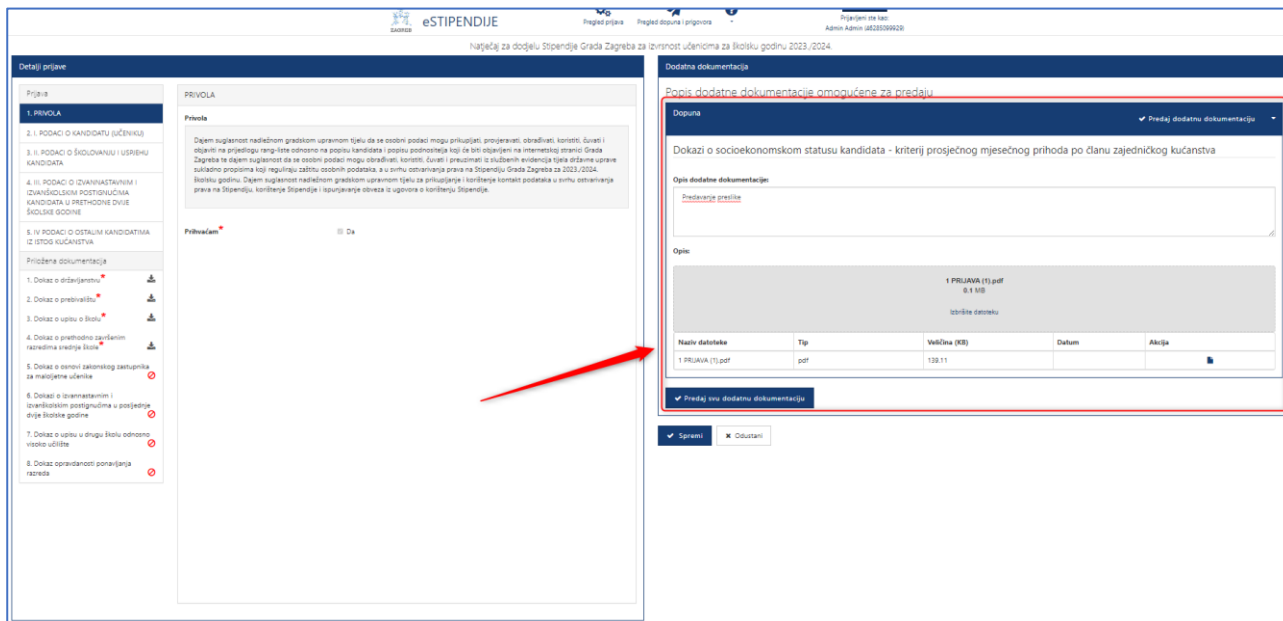 ZAGREB
eSTIPENDIJE
Pregled prijava
Pregled dopuna i prigovora
Prijavljeni ste kao:
Admin Admin (48285099929)
Natječaj za dodjelu Stipendije Grada Zagreba za izvrsnost učenicima za školsku godinu 2023./2024.
Detalji prijave
Prijava
1. PRIVOLA
2. I. PODACI O KANDIDATU (UČENIKU)
3. II. PODACI O ŠKOLOVANJU I USPJEHU
KANDIDATA
4. III. PODACI O IZVANNASTAVNIM I
IZVANŠKOLSKIM POSTIGNUĆIMA
KANDIDATA U PRETHODNE DVIJE
ŠKOLSKE GODINE
5. IV PODACI O OSTALIM KANDIDATIMA
IZ ISTOG KUĆANSTVA
Priložena dokumentacija
1. Dokaz o državljanstvu*
2. Dokaz o prebivalištu*
3. Dokaz o upisu u školu*
4. Dokaz o prethodno završenim
razredima srednje škole*
5. Dokaz o osnovi zakonskog zastupnika
za maloljetne učenike
6. Dokazi o izvannastavnim i
izvanškolskim postignućima u posljednje
dvije školske godine
7. Dokaz o upisu u drugu školu odnosno
visoko učilište
8. Dokaz opravdanosti ponavljanja
razreda
PRIVOLA
Privola
Dajem suglasnost nadležnom gradskom upravnom tijelu da se osobni podaci mogu prikupljati, provjeravati, obrađivati, koristiti, čuvati i
objaviti na prijedlogu rang-liste odnosno na popisu kandidata i popisu podnositelja koji će biti objavljeni na internetskoj stranici Grada
Zagreba te dajem suglasnost da se osobni podaci mogu obrađivati, koristiti, čuvati i preuzimati iz službenih evidencija tijela državne uprave
sukladno propisima koji reguliraju zaštitu osobnih podataka, a u svrhu ostvarivanja prava na Stipendiju Grada Zagreba za 2023./2024.
školsku godinu. Dajem suglasnost nadležnom gradskom upravnom tijelu za prikupljanje i korištenje kontakt podataka u svrhu ostvarivanja
prava na Stipendiju, korištenje Stipendije i ispunjavanje obveza iz ugovora o korištenju Stipendije.
Prihvaćam*
Da
Dodatna dokumentacija
Popis dodatne dokumentacije omogućene za predaju
Dopuna
Predaj dodatnu dokumentaciju
Dokazi o socioekonomskom statusu kandidata - kriterij prosječnog mjesečnog prihoda po članu zajedničkog kućanstva
Opis dodatne dokumentacije:
Predavanje preslike
Opis:
1 PRIJAVA (1).pdf
0.1 MB
Izbrišite datoteku
Naziv datoteke Tip Veličina (KB) Datum Akcija
1 PRIJAVA (1).pdf pdf 139.11
Predaj svu dodatnu dokumentaciju
Spremi
Odustani